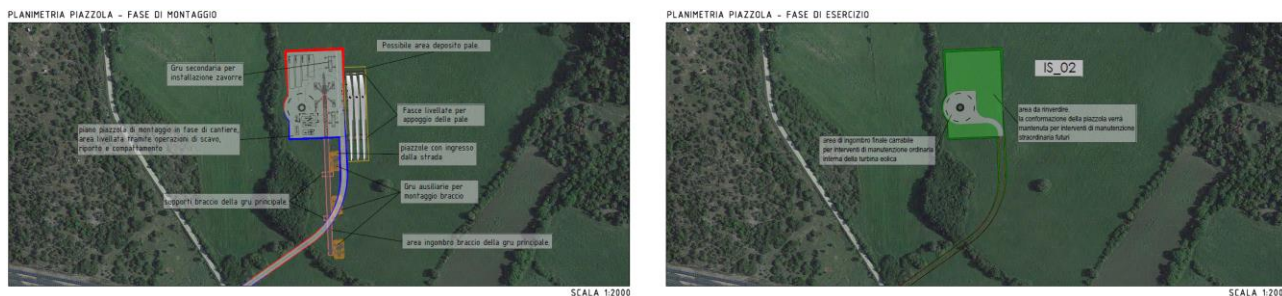 PLANIMETRIA PIAZZOLA - FASE DI MONTAGGIO
Possibile area deposito pale
Gru secondaria per
installazione zavorre
Fasce livellate per
appoggio delle pale
piano piazzola di montaggio in fase di cantiere,
area livellata tramite operazioni di scavo,
riporto e compattamento
piazzole con ingresso
dalla strada
Gru ausiliarie per
montaggio braccio
supporti braccio della gru principale
area ingombro braccio della gru principale
SCALA 1:2000
PLANIMETRIA PIAZZOLA - FASE DI ESERCIZIO
IS_02
area da rinverdire.
la conformazione della piazzola verrà
mantenuta per interventi di manutenzione
straordinaria futuri
area di ingombro finale carrabile
per interventi di manutenzione ordinaria
interna della turbina eolica
SCALA 1:200